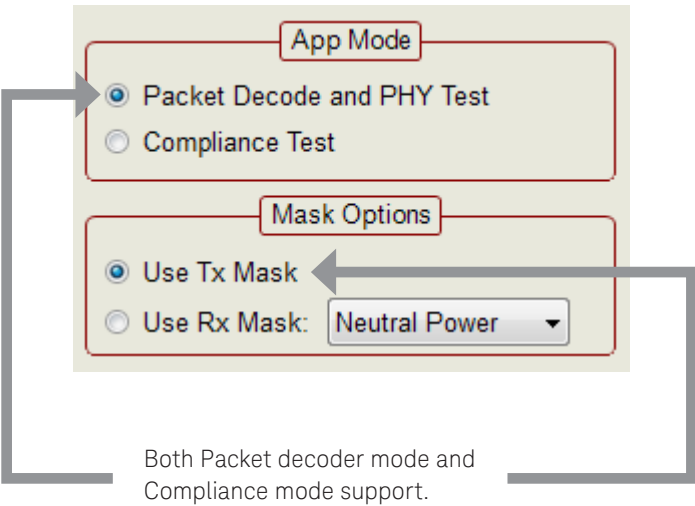 App Mode
Packet Decode and PHY Test
Compliance Test
Mask Options
Use Tx Mask
Use Rx Mask: Neutral Power
Both Packet decoder mode and
Compliance mode support.